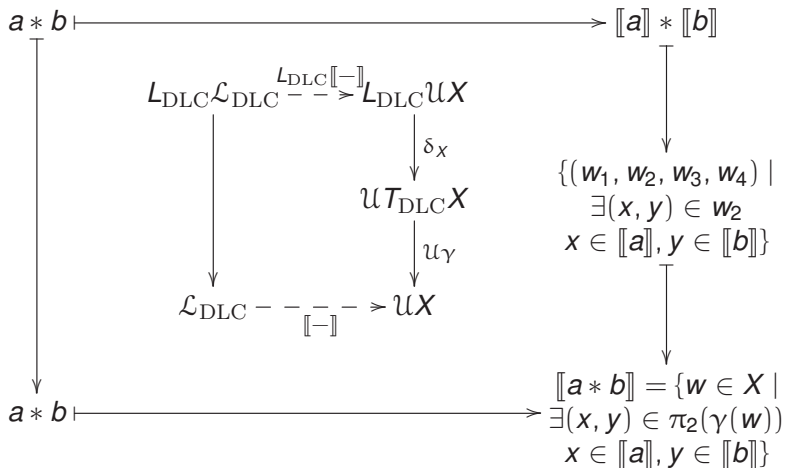 a ∗ b
⟦a⟧ ∗ ⟦b⟧
L_DLC⟦−⟧
L_DLC ℒ_DLC
L_DLC 𝒰X
δ_X
{(w₁, w₂, w₃, w₄) |
∃(x, y) ∈ w₂
x ∈ ⟦a⟧, y ∈ ⟦b⟧}
𝒰T_DLC X
𝒰γ
ℒ_DLC
⟦−⟧
𝒰X
a ∗ b
⟦a ∗ b⟧ = {w ∈ X |
∃(x, y) ∈ π₂(γ(w))
x ∈ ⟦a⟧, y ∈ ⟦b⟧}